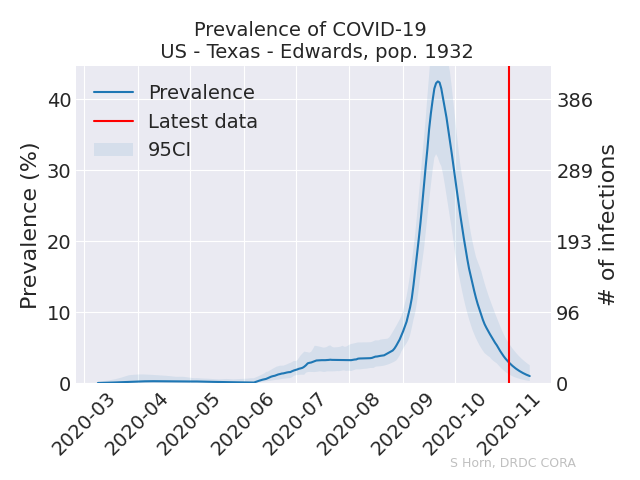 Prevalence of COVID-19
US - Texas - Edwards, pop. 1932
Prevalence
Latest data
95CI
Prevalence (%)
40
30
20
10
0
# of infections
386
289
193
96
0
2020-03
2020-04
2020-05
2020-06
2020-07
2020-08
2020-09
2020-10
2020-11
S Horn, DRDC CORA